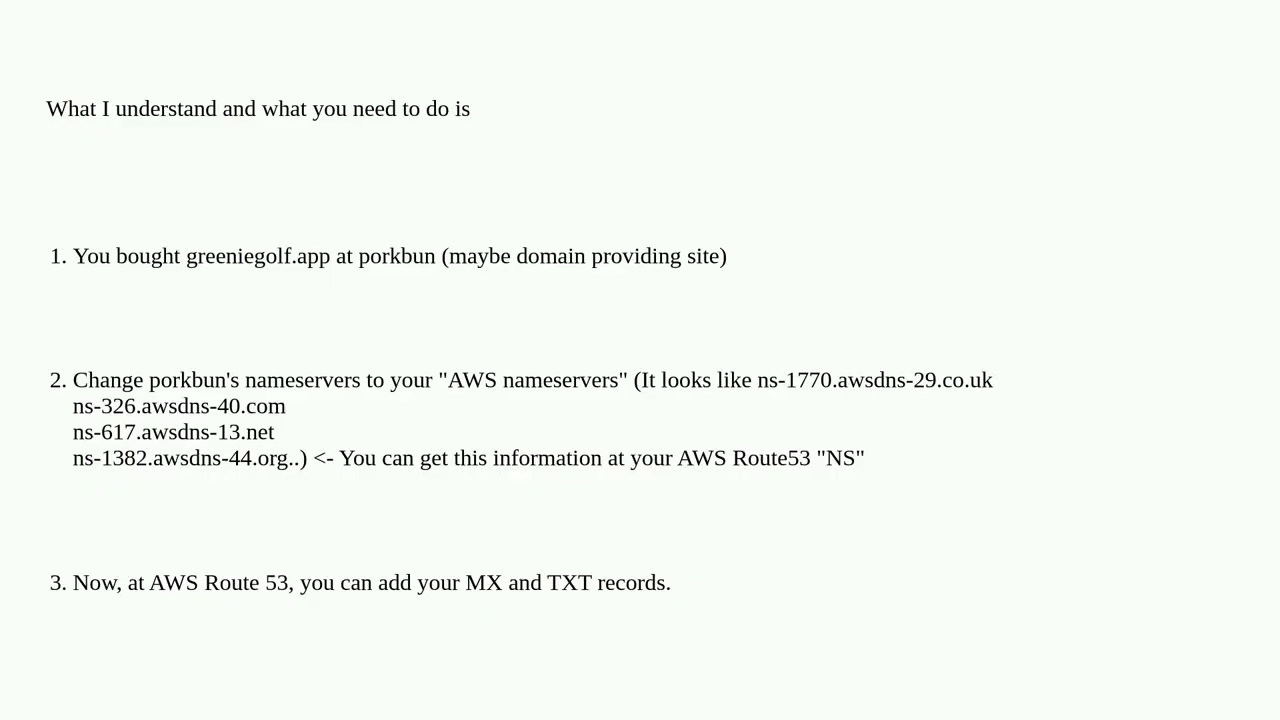 What I understand and what you need to do is
1. You bought greeniegolf.app at porkbun (maybe domain providing site)
2. Change porkbun's nameservers to your "AWS nameservers" (It looks like ns-1770.awsdns-29.co.uk
ns-326.awsdns-40.com
ns-617.awsdns-13.net
ns-1382.awsdns-44.org..) <- You can get this information at your AWS Route53 "NS"
3. Now, at AWS Route 53, you can add your MX and TXT records.